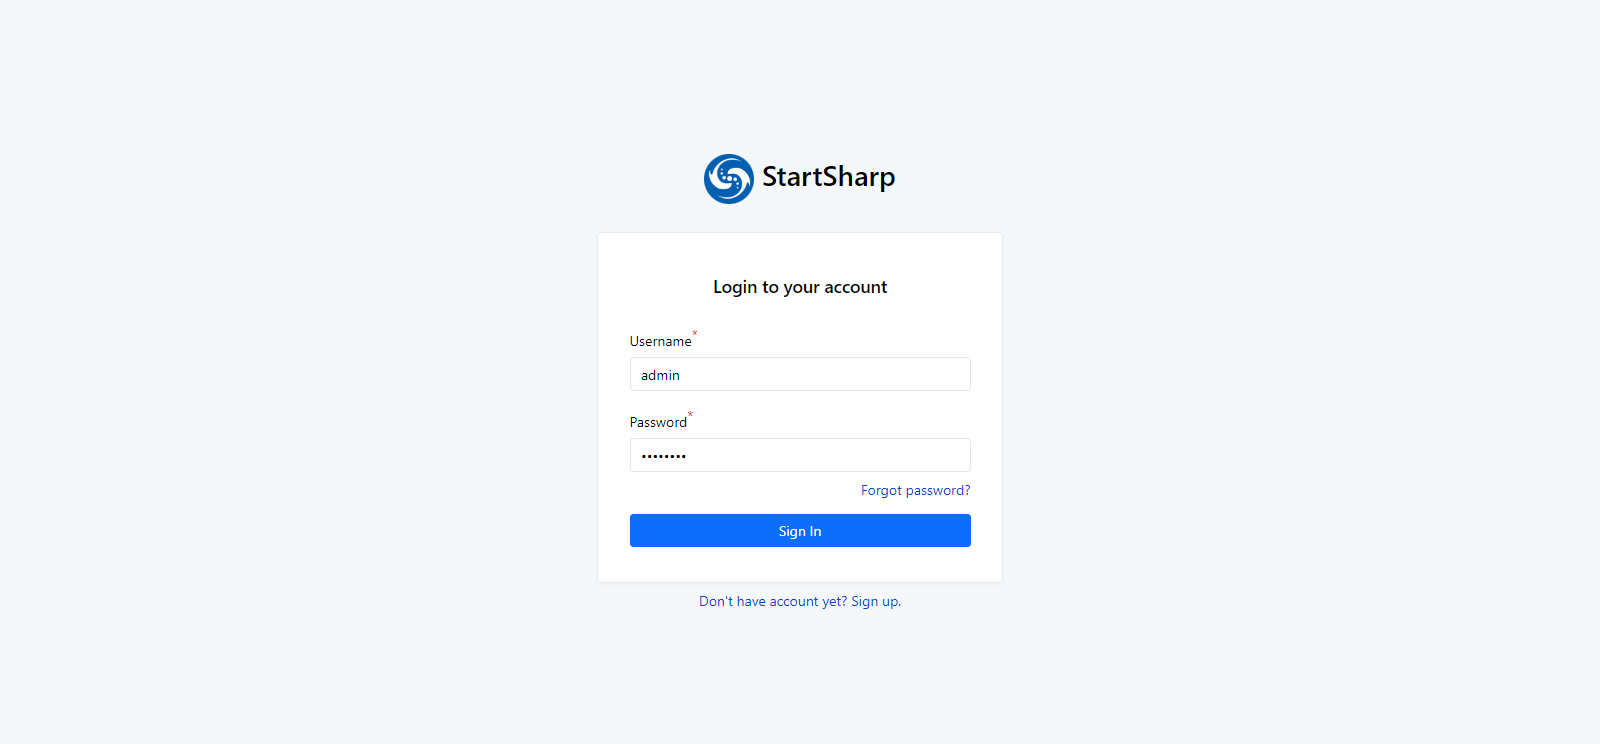 StartSharp
Login to your account
Username*
admin
Password*
••••••••
Forgot password?
Sign In
Don't have account yet? Sign up.